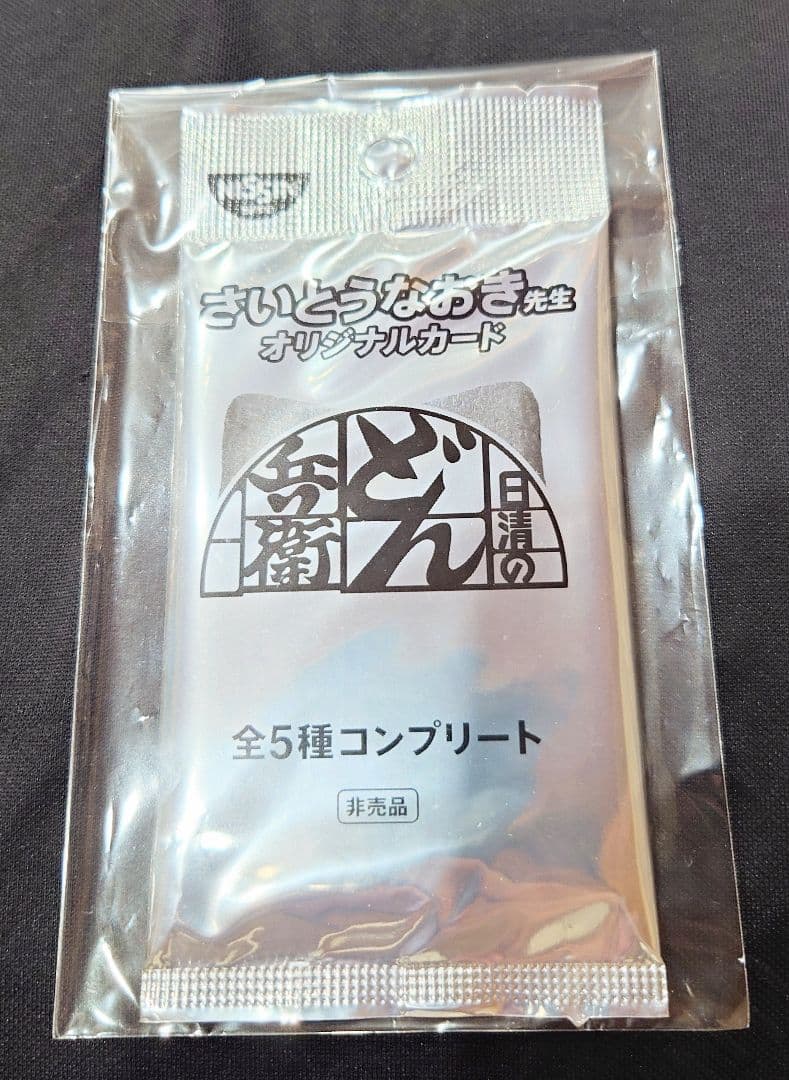 NISSIN
さいとうなおき先生
オリジナルカード
日清の
どん
兵衛
全5種コンプリート
非売品